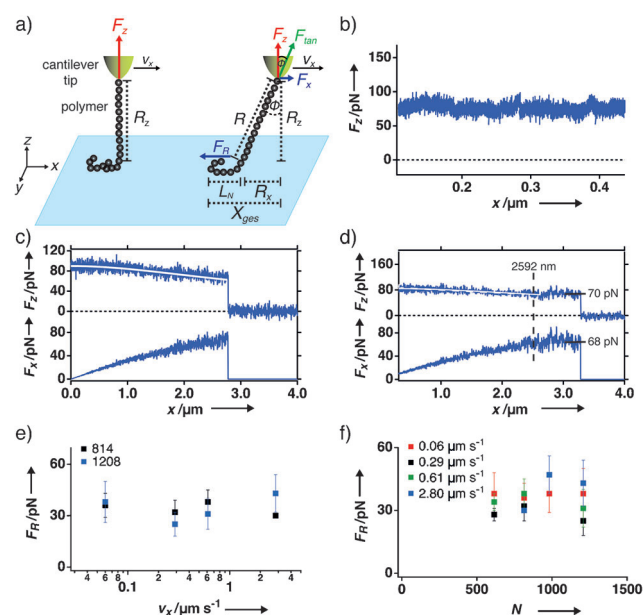 a)
F_z
v_x
cantilever
tip
polymer
R_z
z
x
y
F_z
Φ
F_tan
v_x
F_x
R
Φ
R_z
F_R
L_N
R_x
X_ges
b)
F_z/pN
150
100
50
0
0.2
0.3
0.4
x/µm
c)
F_z/pN
120
80
40
0
F_x/pN
80
40
0
0.0
1.0
2.0
3.0
4.0
x/µm
d)
F_z/pN
160
80
0
2592 nm
70 pN
F_x/pN
120
80
40
0
68 pN
1.0
2.0
3.0
4.0
x/µm
e)
814
1208
F_R/pN
60
30
0
4
6
8
0.1
2
4
6
8
1
2
4
v_x/µm s⁻¹
f)
0.06 µm s⁻¹
0.29 µm s⁻¹
0.61 µm s⁻¹
2.80 µm s⁻¹
F_R/pN
60
30
0
0
500
1000
1500
N